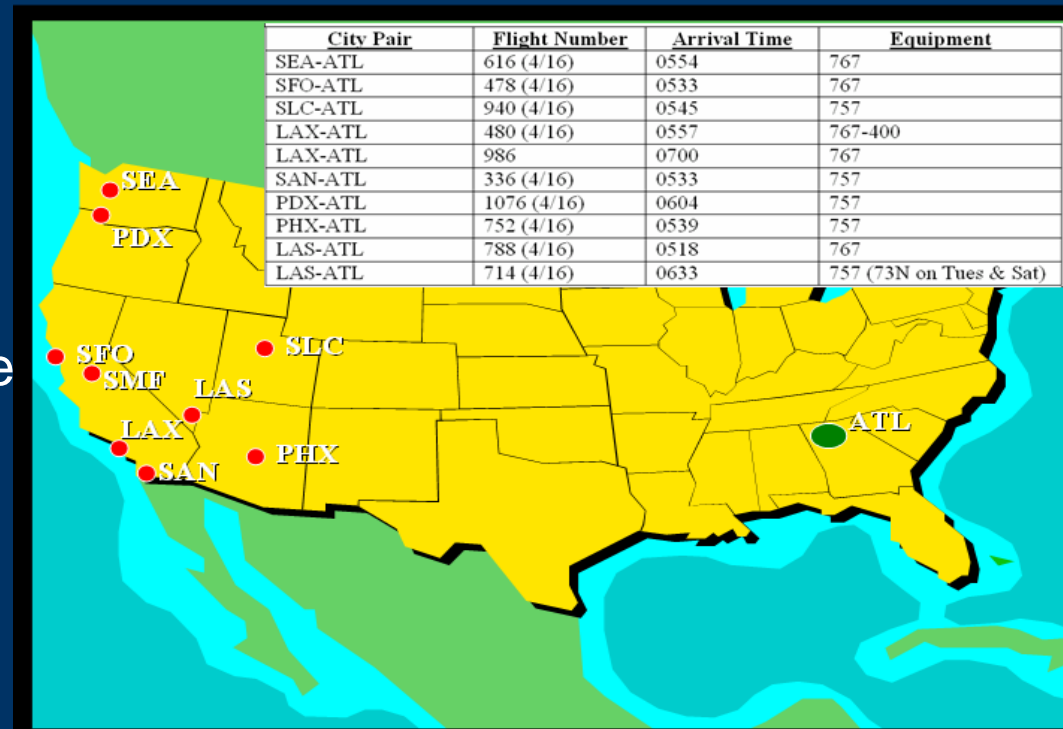 City Pair Flight Number Arrival Time Equipment
SEA-ATL 616 (4/16) 0554 767
SFO-ATL 478 (4/16) 0533 767
SLC-ATL 940 (4/16) 0545 757
LAX-ATL 480 (4/16) 0557 767-400
LAX-ATL 986 0700 767
SAN-ATL 336 (4/16) 0533 757
PDX-ATL 1076 (4/16) 0604 757
PHX-ATL 752 (4/16) 0539 757
LAS-ATL 788 (4/16) 0518 767
LAS-ATL 714 (4/16) 0633 757 (73N on Tues & Sat)
SEA
PDX
SFO
SLC
e
SMF
LAS
ATL
LAX
PHX
SAN